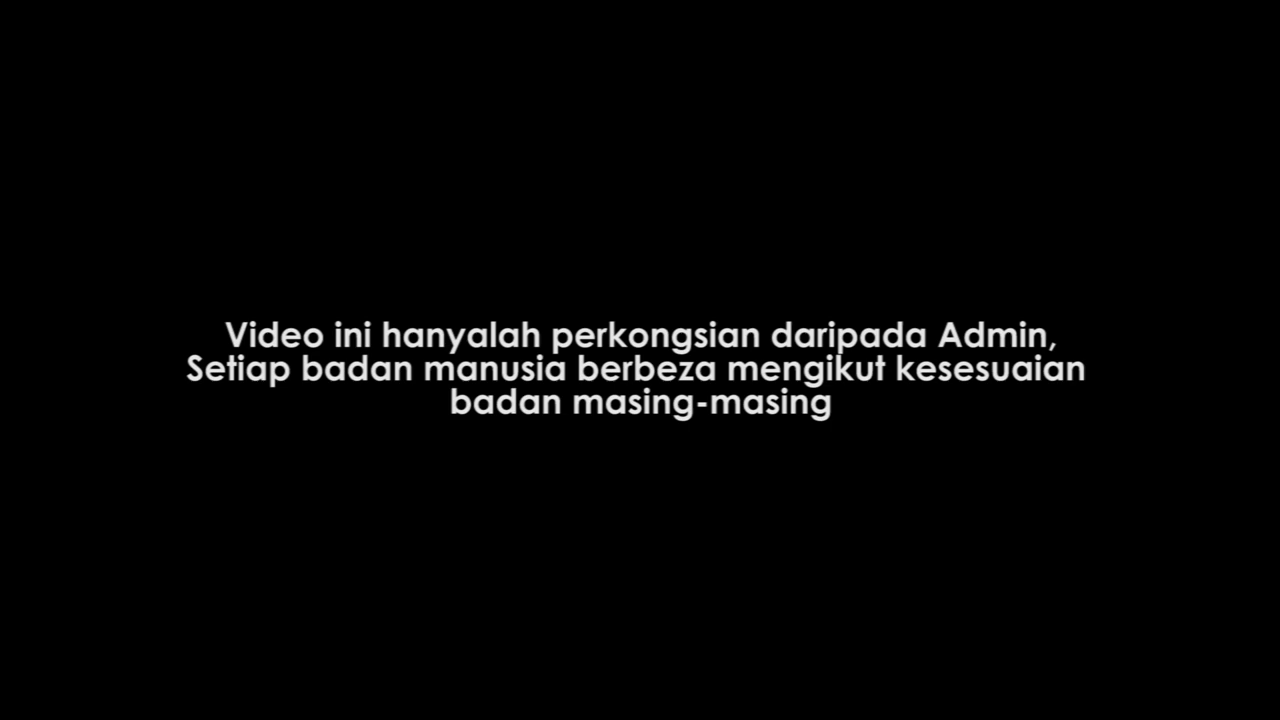 Video ini hanyalah perkongsian daripada Admin,
Setiap badan manusia berbeza mengikut kesesuaian
badan masing-masing